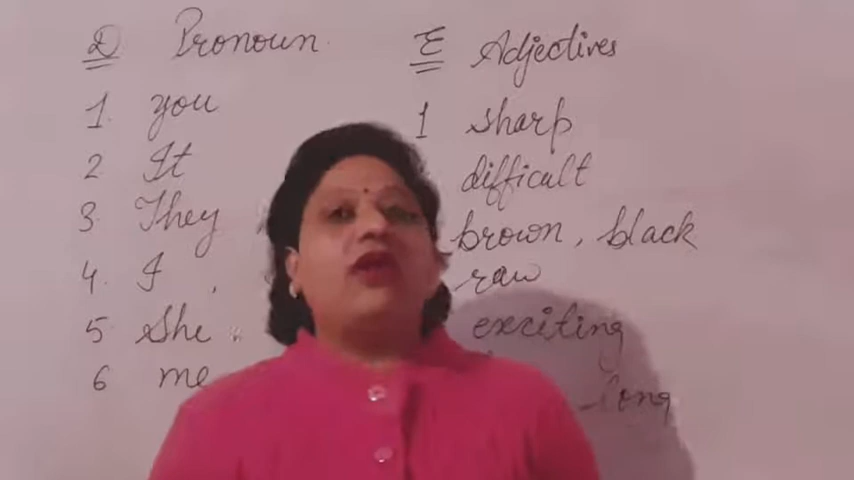 D Pronoun
1 you
2 It
3 They
4 I
5 She
6 me
E Adjectives
1 sharp
difficult
brown, black
raw
exciting
long